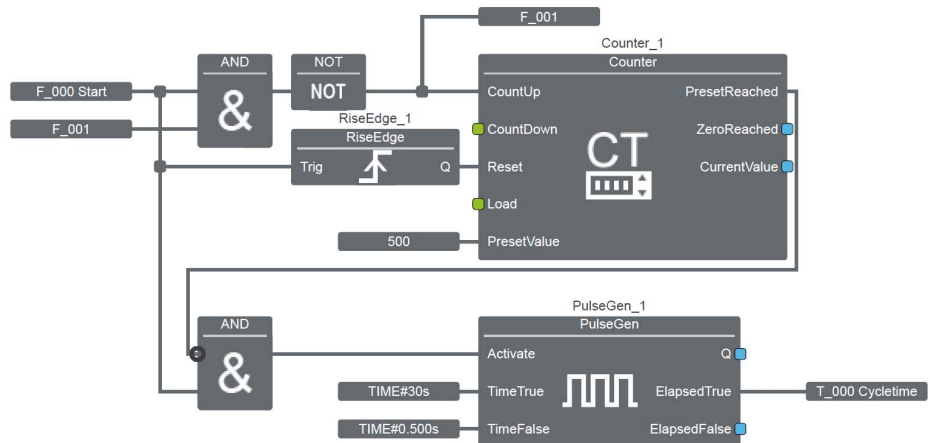 F_001
Counter_1
AND
NOT
Counter
F_000 Start
&
NOT
CountUp
PresetReached
RiseEdge_1
F_001
RiseEdge
CountDown
ZeroReached
CT
Trig
Q
Reset
CurrentValue
Load
500
PresetValue
PulseGen_1
AND
PulseGen
&
Activate
Q
TIME#30s
TimeTrue
ElapsedTrue
T_000 Cycletime
TIME#0.500s
TimeFalse
ElapsedFalse